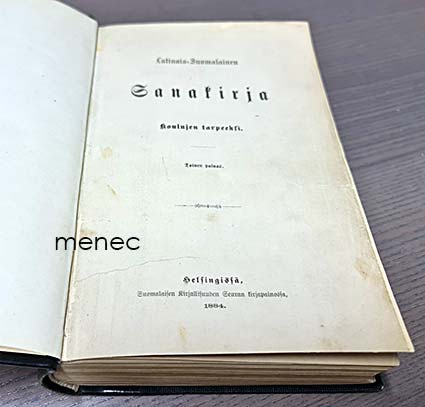 Latinais-Suomalainen
Sanakirja
Koulujen tarpeeksi.
Toinen painos.
menec
Helsingissä,
Suomalaisen Kirjallisuuden Seuran kirjapainossa,
1884.